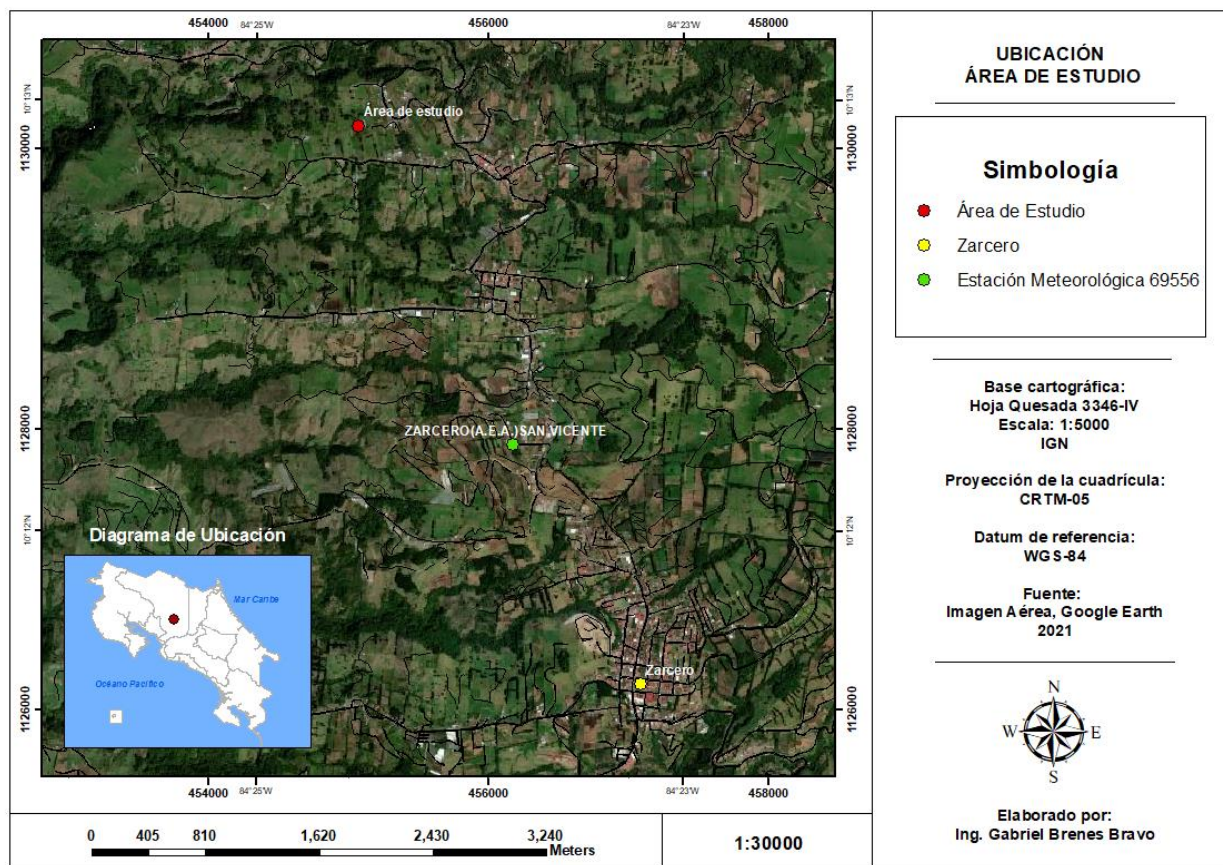 454000
84°25'W
456000
84°23'W
458000
10°13'N
1130000
1128000
10°12'N
1126000
Área de estudio
ZARCERO(A.E.A.)SAN VICENTE
Zarcero
Diagrama de Ubicación
Mar Caribe
Océano Pacífico
10°13'N
1130000
1128000
10°12'N
1126000
454000
84°25'W
456000
84°23'W
458000
0 405 810 1,620 2,430 3,240
Meters
1:30000
UBICACIÓN
ÁREA DE ESTUDIO
Simbología
Área de Estudio
Zarcero
Estación Meteorológica 69556
Base cartográfica:
Hoja Quesada 3346-IV
Escala: 1:5000
IGN
Proyección de la cuadrícula:
CRTM-05
Datum de referencia:
WGS-84
Fuente:
Imagen Aérea, Google Earth
2021
N
W E
S
Elaborado por:
Ing. Gabriel Brenes Bravo